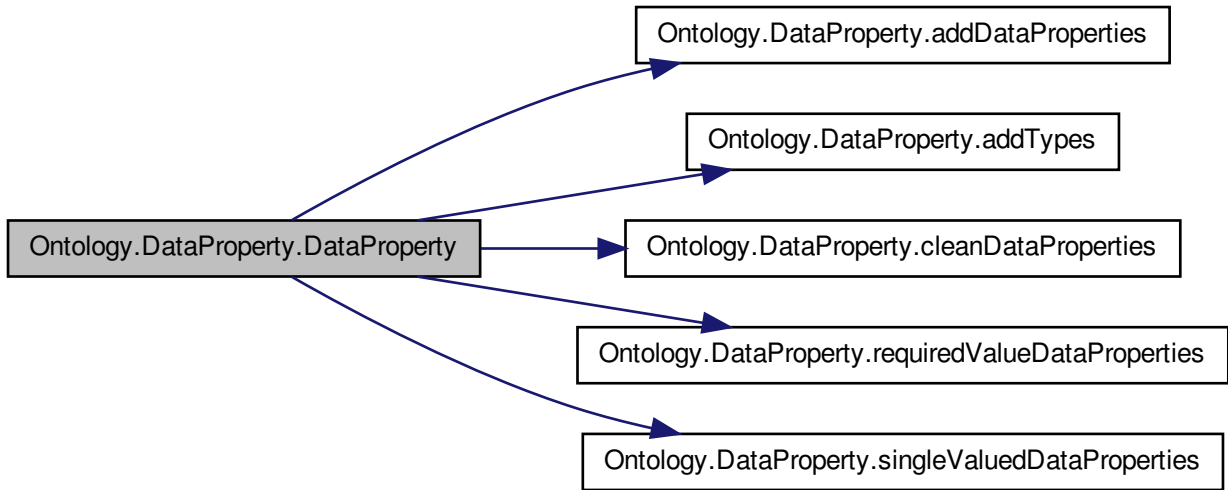 Ontology.DataProperty.addDataProperties
Ontology.DataProperty.addTypes
Ontology.DataProperty.DataProperty
Ontology.DataProperty.cleanDataProperties
Ontology.DataProperty.requiredValueDataProperties
Ontology.DataProperty.singleValuedDataProperties